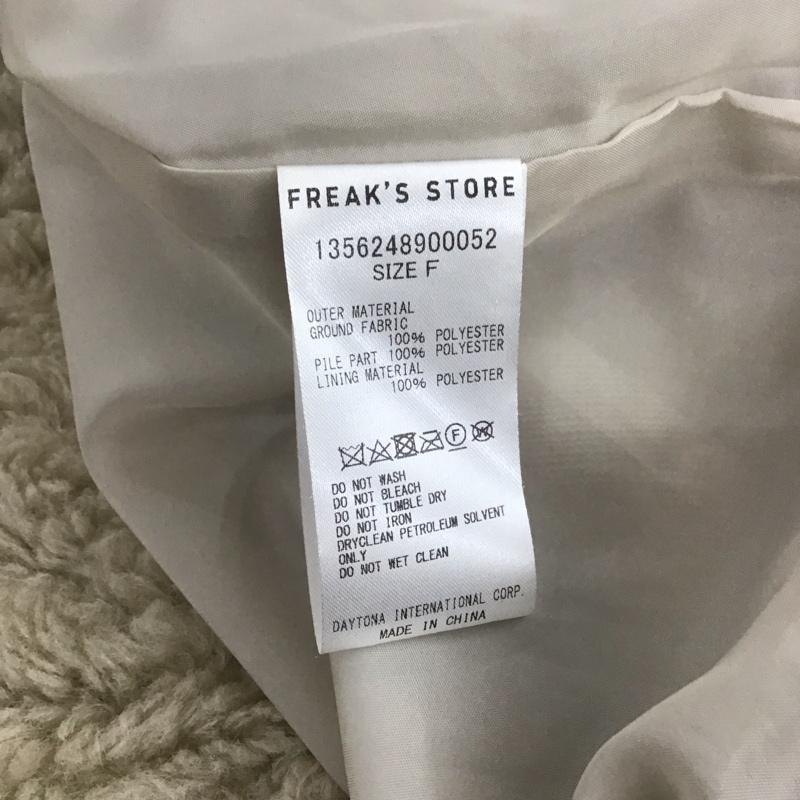 FREAK'S STORE
1356248900052
SIZE F
OUTER MATERIAL
GROUND FABRIC
100% POLYESTER
PILE PART 100% POLYESTER
LINING MATERIAL
100% POLYESTER
F
W
DO NOT WASH
DO NOT BLEACH
DO NOT TUMBLE DRY
DO NOT IRON
DRYCLEAN PETROLEUM SOLVENT
ONLY
DO NOT WET CLEAN
DAYTONA INTERNATIONAL CORP.
MADE IN CHINA